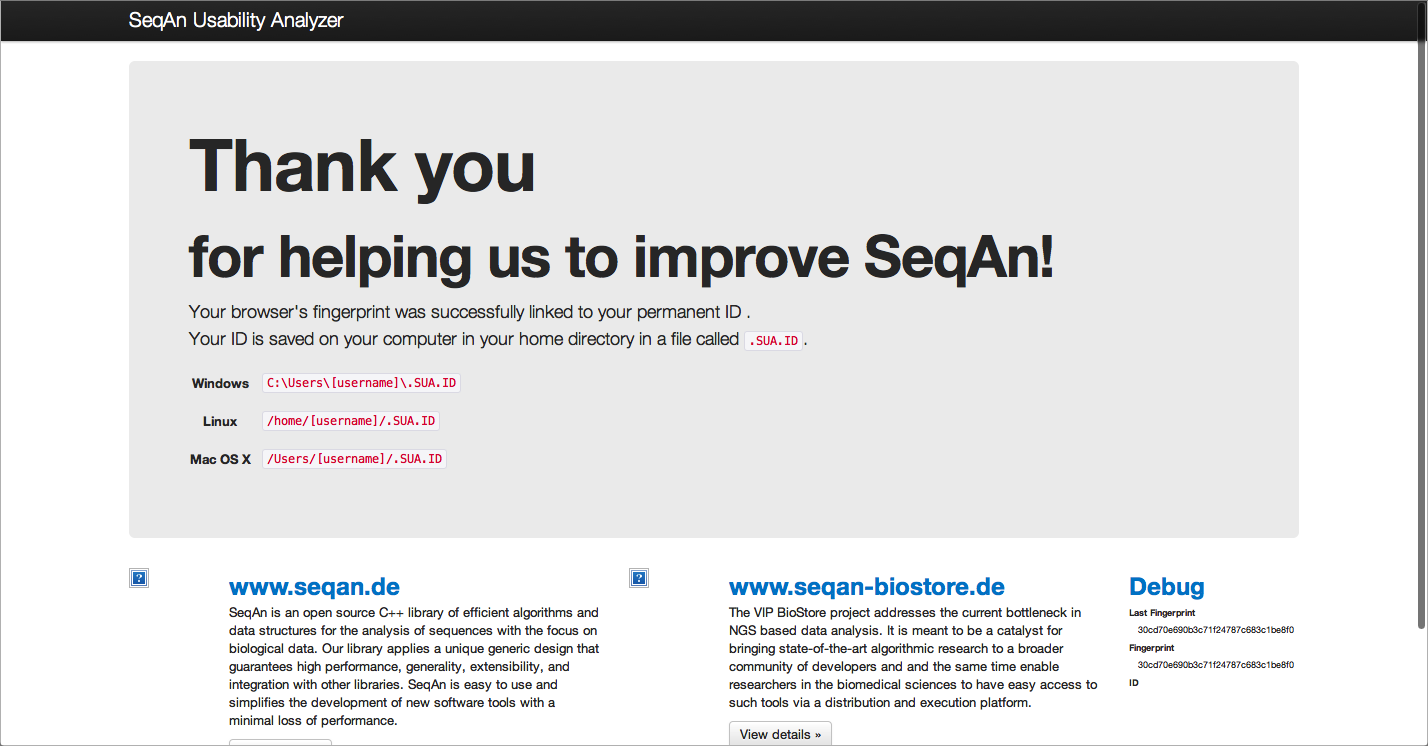 SeqAn Usability Analyzer
Thank you
for helping us to improve SeqAn!
Your browser's fingerprint was successfully linked to your permanent ID .
Your ID is saved on your computer in your home directory in a file called .SUA.ID.
Windows C:\Users\[username]\.SUA.ID
Linux /home/[username]/.SUA.ID
Mac OS X /Users/[username]/.SUA.ID
www.seqan.de
SeqAn is an open source C++ library of efficient algorithms and
data structures for the analysis of sequences with the focus on
biological data. Our library applies a unique generic design that
guarantees high performance, generality, extensibility, and
integration with other libraries. SeqAn is easy to use and
simplifies the development of new software tools with a
minimal loss of performance.
www.seqan-biostore.de
The VIP BioStore project addresses the current bottleneck in
NGS based data analysis. It is meant to be a catalyst for
bringing state-of-the-art algorithmic research to a broader
community of developers and and the same time enable
researchers in the biomedical sciences to have easy access to
such tools via a distribution and execution platform.
View details »
Debug
Last Fingerprint
30cd70e690b3c71f24787c683c1be8f0
Fingerprint
30cd70e690b3c71f24787c683c1be8f0
ID